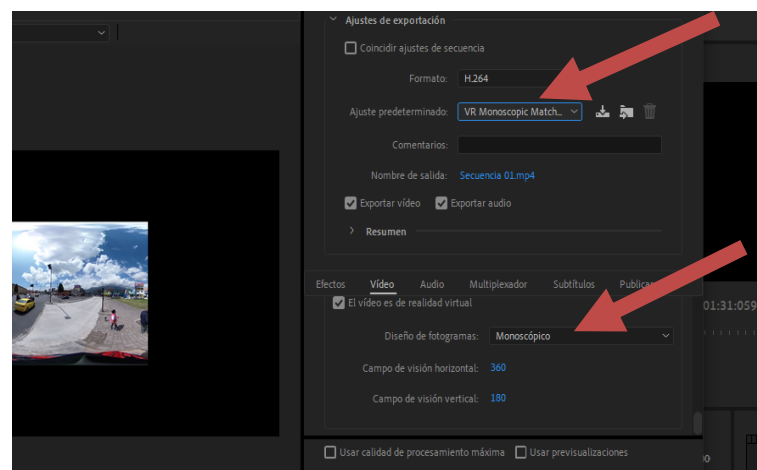 Ajustes de exportación
Coincidir ajustes de secuencia
Formato: H.264
Ajuste predeterminado: VR Monoscopic Match...
Comentarios:
Nombre de salida: Secuencia 01.mp4
Exportar vídeo Exportar audio
Resumen
Efectos Vídeo Audio Multiplexador Subtítulos
El vídeo es de realidad virtual
01:31:059
Diseño de fotogramas: Monoscópico
Campo de visión horizontal: 360
Campo de visión vertical: 180
Usar calidad de procesamiento máxima Usar previsualizaciones